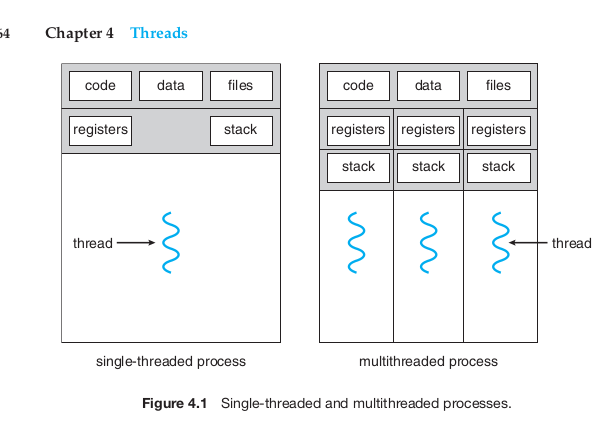 64 Chapter 4 Threads
code data files
registers stack
thread
single-threaded process
code data files
registers registers registers
stack stack stack
thread
multithreaded process
Figure 4.1 Single-threaded and multithreaded processes.